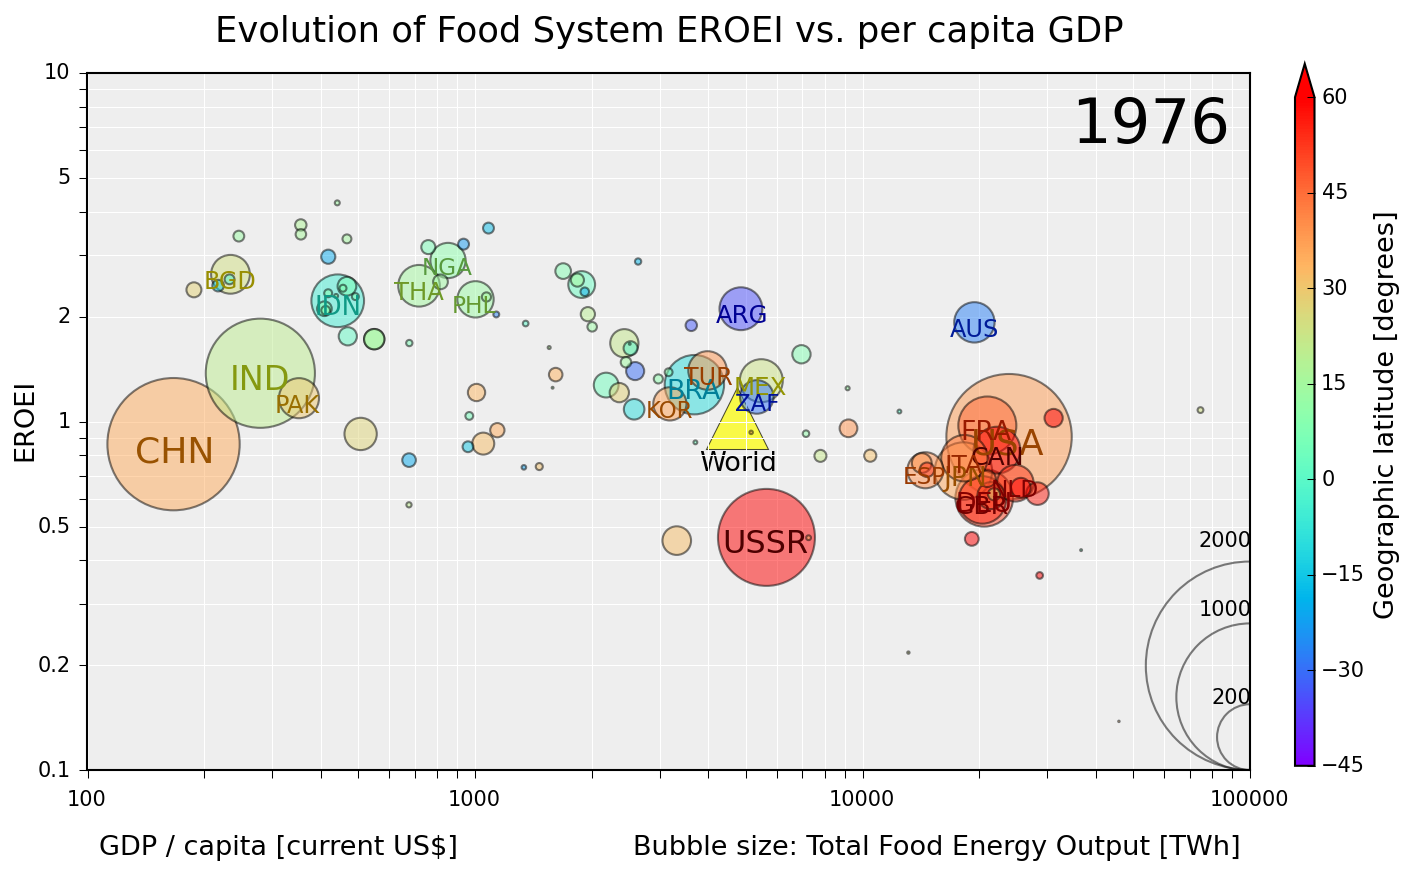 Evolution of Food System EROEI vs. per capita GDP
1976
10
5
2
1
0.5
0.2
0.1
EROEI
100
1000
10000
100000
GDP / capita [current US$]
Bubble size: Total Food Energy Output [TWh]
BGD
IDN
THA
NGA
PHL
ARG
AUS
IND
PAK
CHN
TUR
BRA
KOR
MEX
ZAF
World
USSR
FRA
USA
CAN
ITA
ESP
JPN
NLD
DEU
GBR
2000
1000
200
60
45
30
15
0
−15
−30
−45
Geographic latitude [degrees]